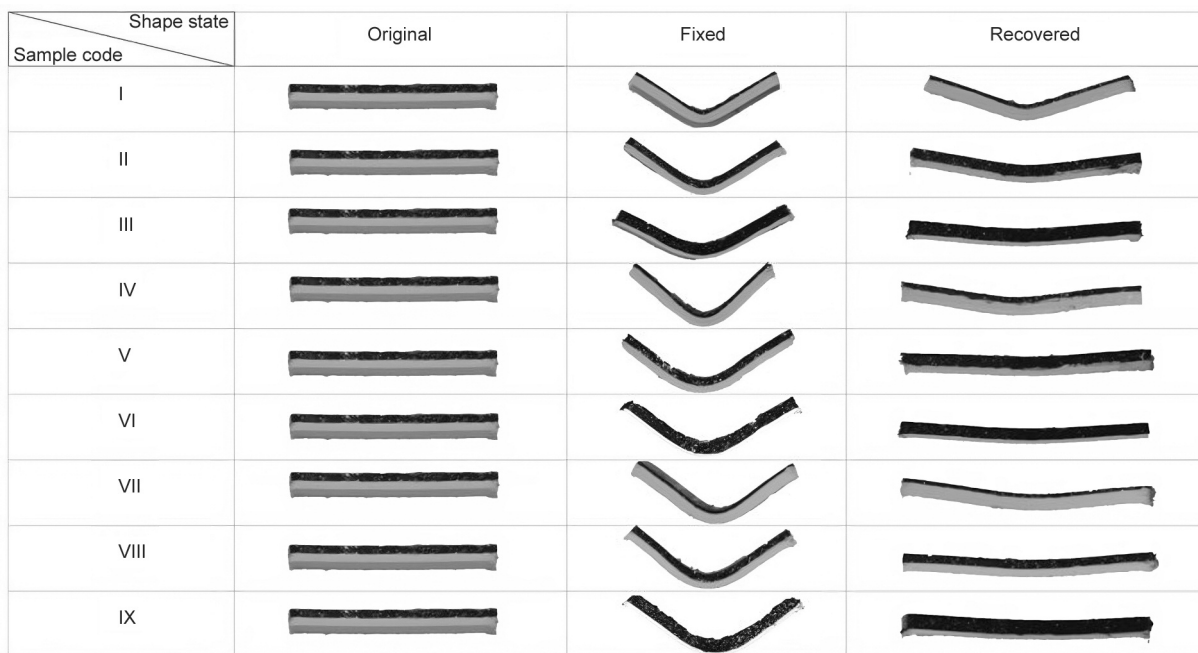 Shape state
Sample code
Original
Fixed
Recovered
I
II
III
IV
V
VI
VII
VIII
IX